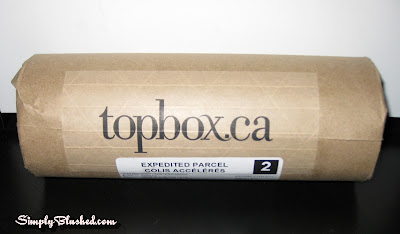 topbox.ca
EXPEDITED PARCEL
COLIS ACCÉLÉRÉS
2
SimplyBlushed.com